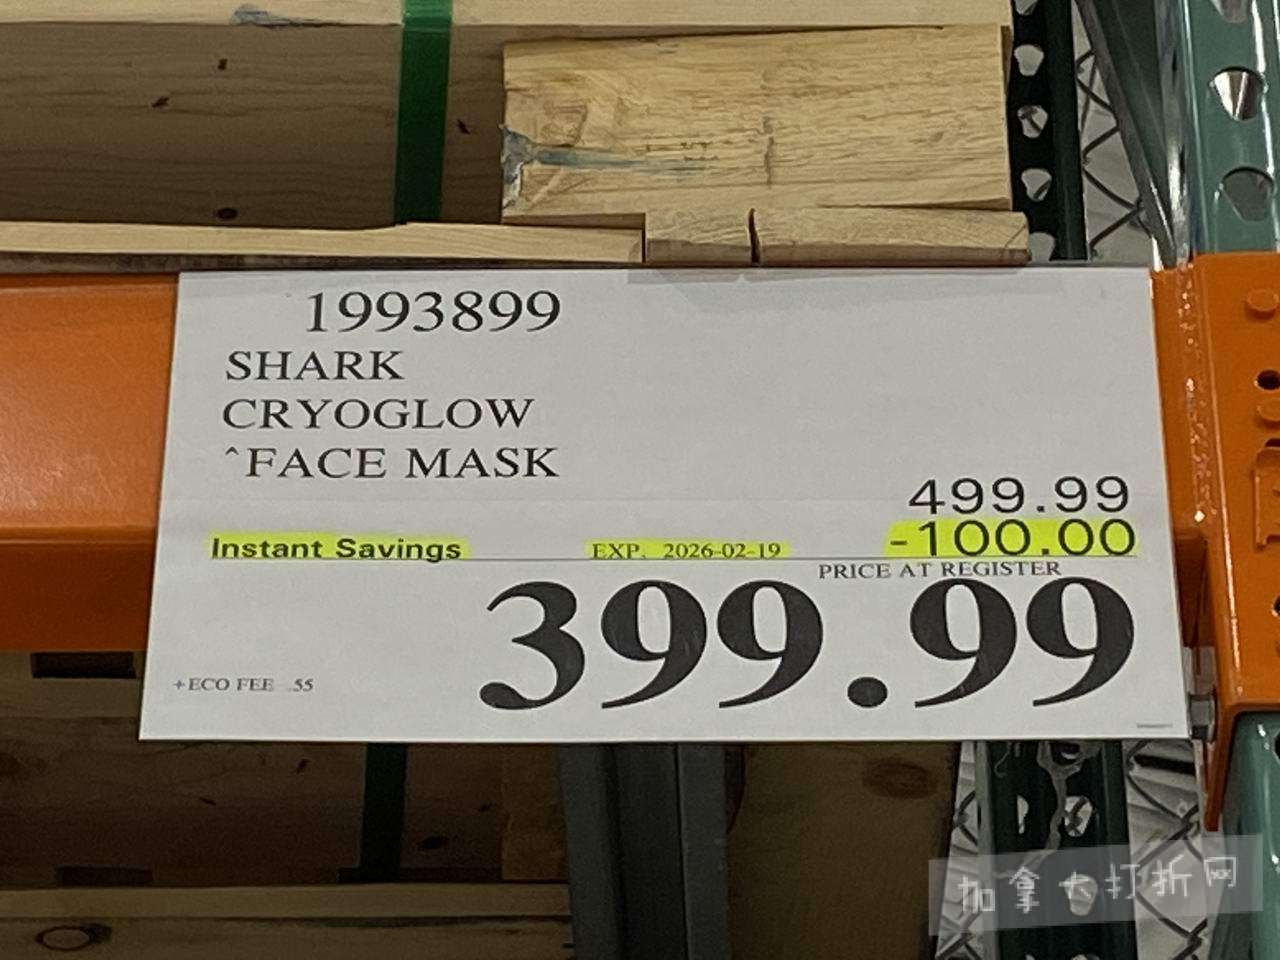 1993899
SHARK
CRYOGLOW
^FACE MASK
499.99
Instant Savings EXP. 2026-02-19 -100.00
PRICE AT REGISTER
399.99
+ECO FEE .55
加拿大打折网